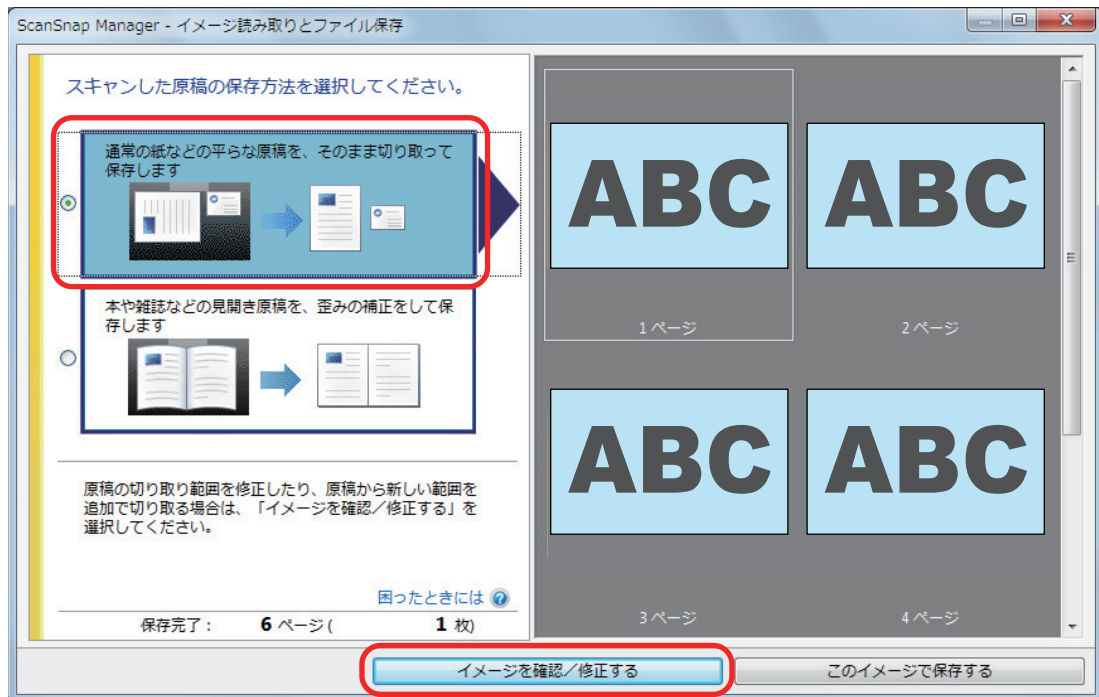 ScanSnap Manager - イメージ読み取りとファイル保存
スキャンした原稿の保存方法を選択してください。
通常の紙などの平らな原稿を、そのまま切り取って
保存します
本や雑誌などの見開き原稿を、歪みの補正をして保
存します
原稿の切り取り範囲を修正したり、原稿から新しい範囲を
追加で切り取る場合は、「イメージを確認／修正する」を
選択してください。
困ったときには ?
保存完了： 6 ページ ( 1 枚)
ABC
1 ページ
ABC
2 ページ
ABC
3 ページ
ABC
4 ページ
イメージを確認／修正する
このイメージで保存する